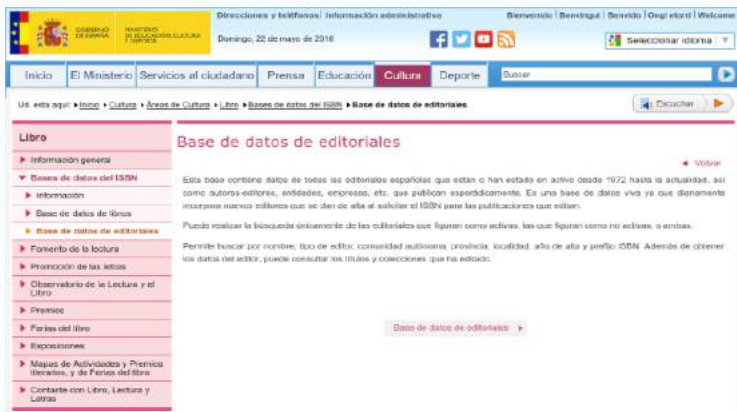 GOBIERNO DE ESPAÑA
MINISTERIO DE EDUCACIÓN, CULTURA Y DEPORTE
Direcciones y teléfonos | Información administrativa
Bienvenido | Benvingut | Benvido | Ongi etorri | Welcome
Domingo, 22 de mayo de 2016
Seleccionar idioma
Inicio El Ministerio Servicios al ciudadano Prensa Educación Cultura Deporte Buscar
Ud. está aquí: Inicio Cultura Áreas de Cultura Libro Bases de datos del ISBN Base de datos de editoriales
Escuchar
Libro
Información general
Bases de datos del ISBN
Información
Base de datos de libros
Base de datos de editoriales
Fomento de la lectura
Promoción de las letras
Observatorio de la Lectura y el
Libro
Premios
Ferias del libro
Exposiciones
Mapas de Actividades y Premios
literarios, y de Ferias del libro
Contacte con Libro, Lectura y
Letras
Base de datos de editoriales
Volver
Esta base contiene datos de todas las editoriales españolas que están o han estado en activo desde 1972 hasta la actualidad, así
como autores-editores, entidades, empresas, etc. que publican esporádicamente. Es una base de datos viva ya que diariamente
incorpora nuevos editores que se dan de alta al solicitar el ISBN para las publicaciones que editan.
Puede realizar la búsqueda únicamente de las editoriales que figuran como activas, las que figuran como no activas, o ambas.
Permite buscar por nombre, tipo de editor, comunidad autónoma, provincia, localidad, año de alta y prefijo ISBN. Además de obtener
los datos del editor, puede consultar los títulos y colecciones que ha editado.
Base de datos de editoriales